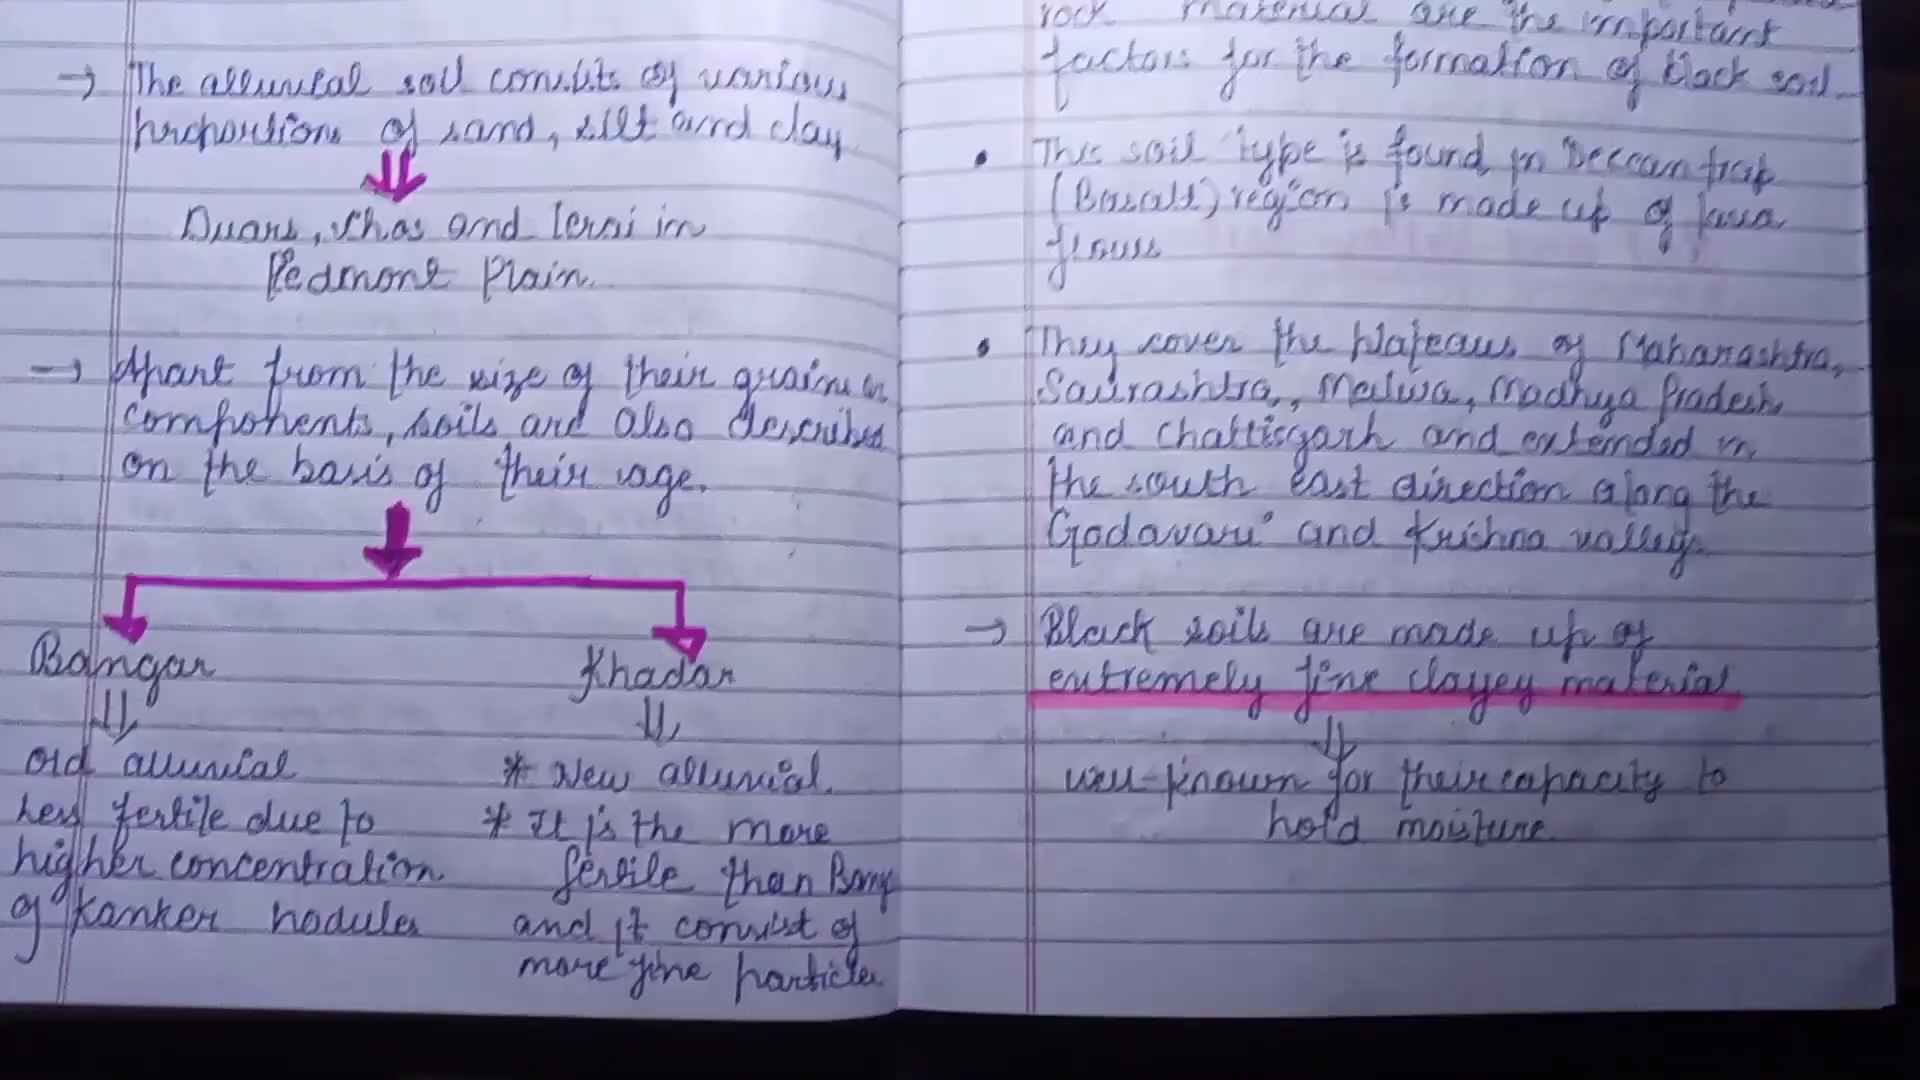 → The alluvial soil consists of various
proportions of sand, silt and clay
Duars, Chos and Terai in
Piedmont Plain.
→ Apart from the size of their grains or
components, soils are also described
on the basis of their age.
Bangar
Old alluvial
Less fertile due to
higher concentration
of Kanker nodules
Khadar
* New alluvial.
* It is the more
fertile than Bang
and it consist of
more fine particles
rock material are the important
factors for the formation of black soil.
• This soil type is found in Deccan trap
(Basalt) region is made up of lava
flows
• They cover the plateaus of Maharashtra,
Saurashtra, Malwa, Madhya Pradesh
and Chattisgarh and extended in
the south east direction along the
Godavari and Krishna valley.
→ Black soils are made up of
extremely fine clayey material
well-known for their capacity to
hold moisture.